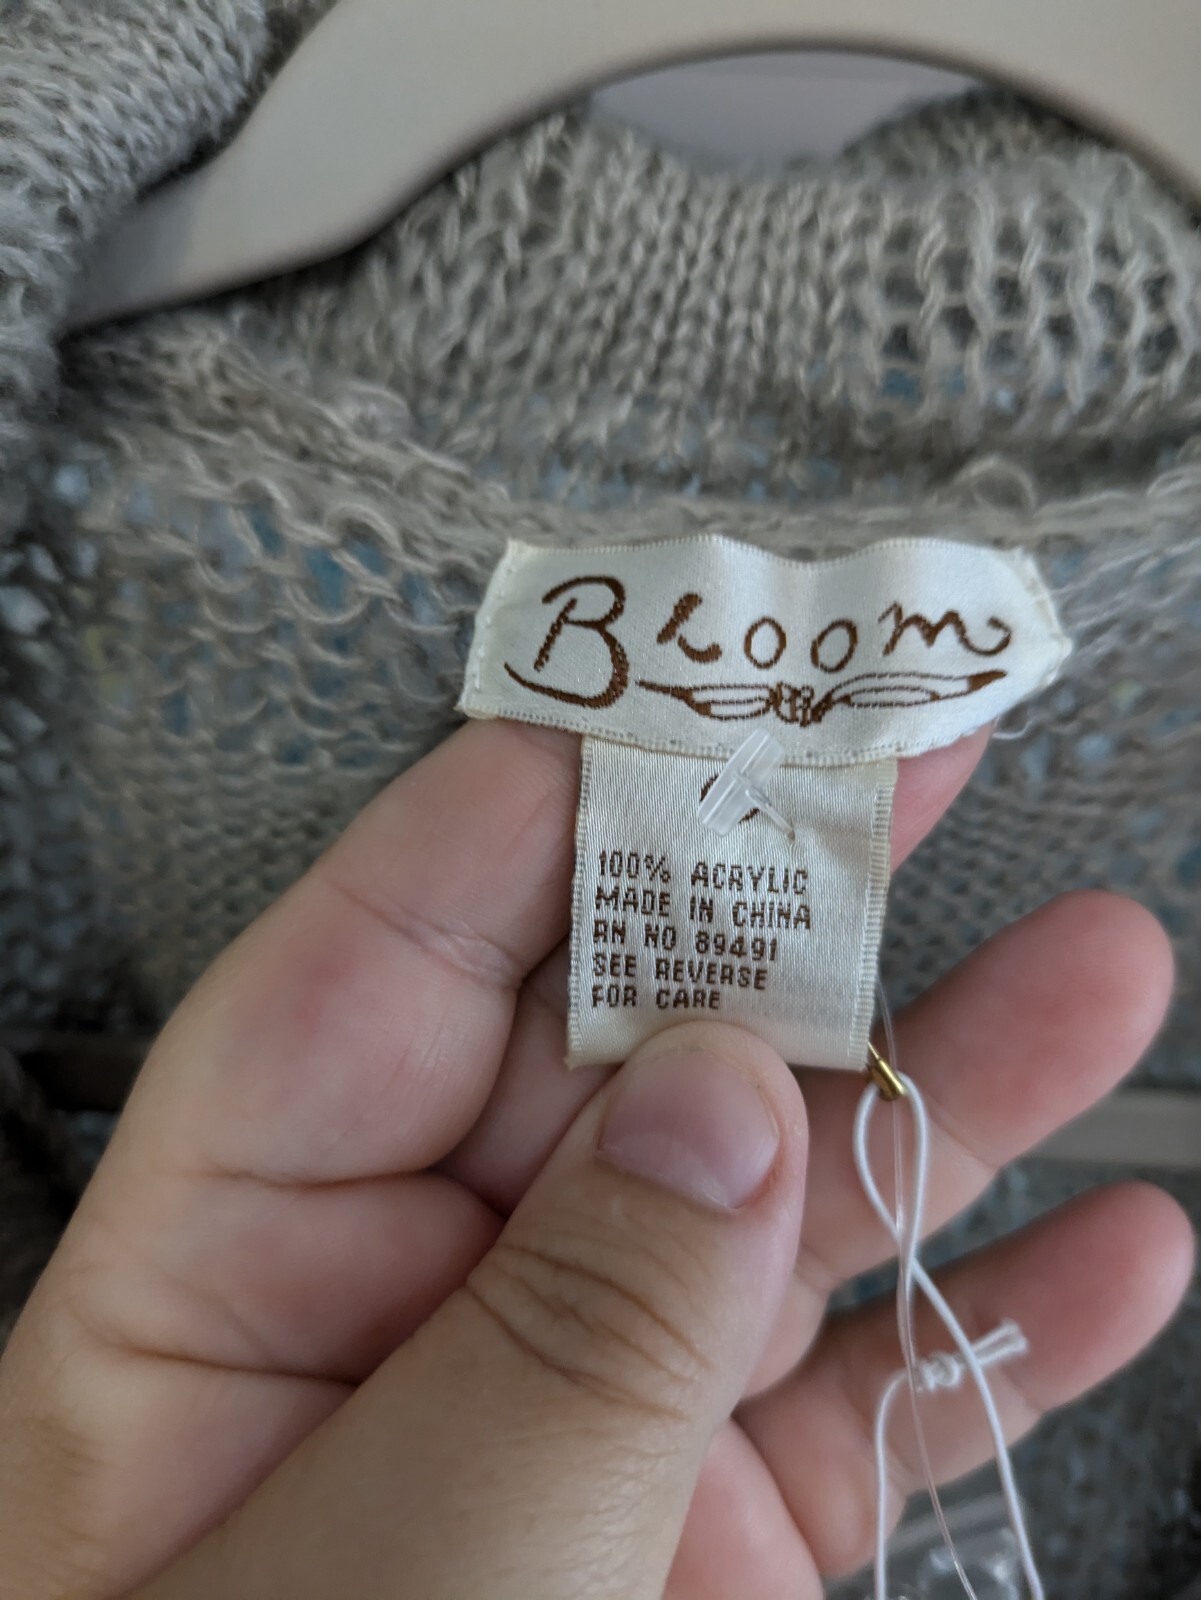 Bloom
100% ACRYLIC
MADE IN CHINA
RN NO 89491
SEE REVERSE
FOR CARE